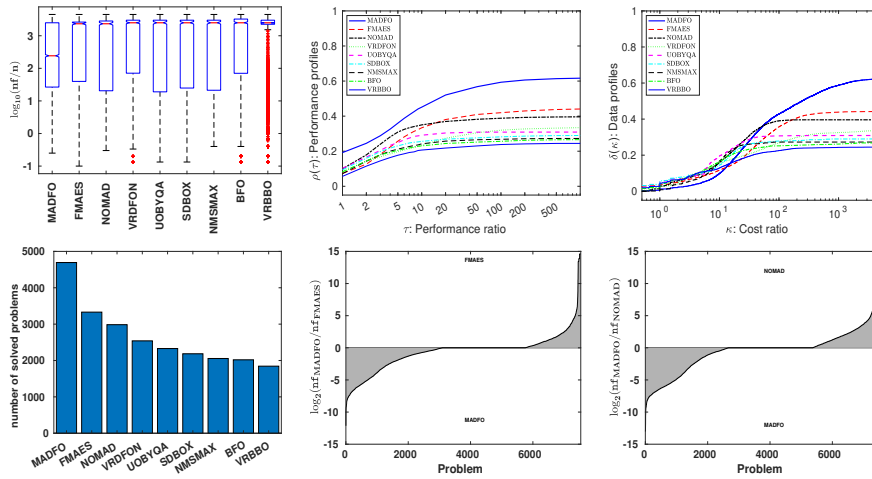 log10(nf/n)
3
2
1
0
-1
MADFO
FMAES
NOMAD
VRDFON
UOBYQA
SDBOX
NMSMAX
BFO
VRBBO
ρ(τ): Performance profiles
1
0.8
0.6
0.4
0.2
0
MADFO
FMAES
NOMAD
VRDFON
UOBYQA
SDBOX
NMSMAX
BFO
VRBBO
1 2 5 10 20 50 100 200 500
τ: Performance ratio
δ(κ): Data profiles
1
0.8
0.6
0.4
0.2
0
MADFO
FMAES
NOMAD
VRDFON
UOBYQA
SDBOX
NMSMAX
BFO
VRBBO
10^0 10^1 10^2 10^3
κ: Cost ratio
number of solved problems
5000
4000
3000
2000
1000
0
MADFO
FMAES
NOMAD
VRDFON
UOBYQA
SDBOX
NMSMAX
BFO
VRBBO
log2(nfMADFO/nfFMAES)
15
10
5
0
-5
-10
-15
FMAES
MADFO
0 2000 4000 6000
Problem
log2(nfMADFO/nfNOMAD)
15
10
5
0
-5
-10
-15
NOMAD
MADFO
0 2000 4000 6000
Problem